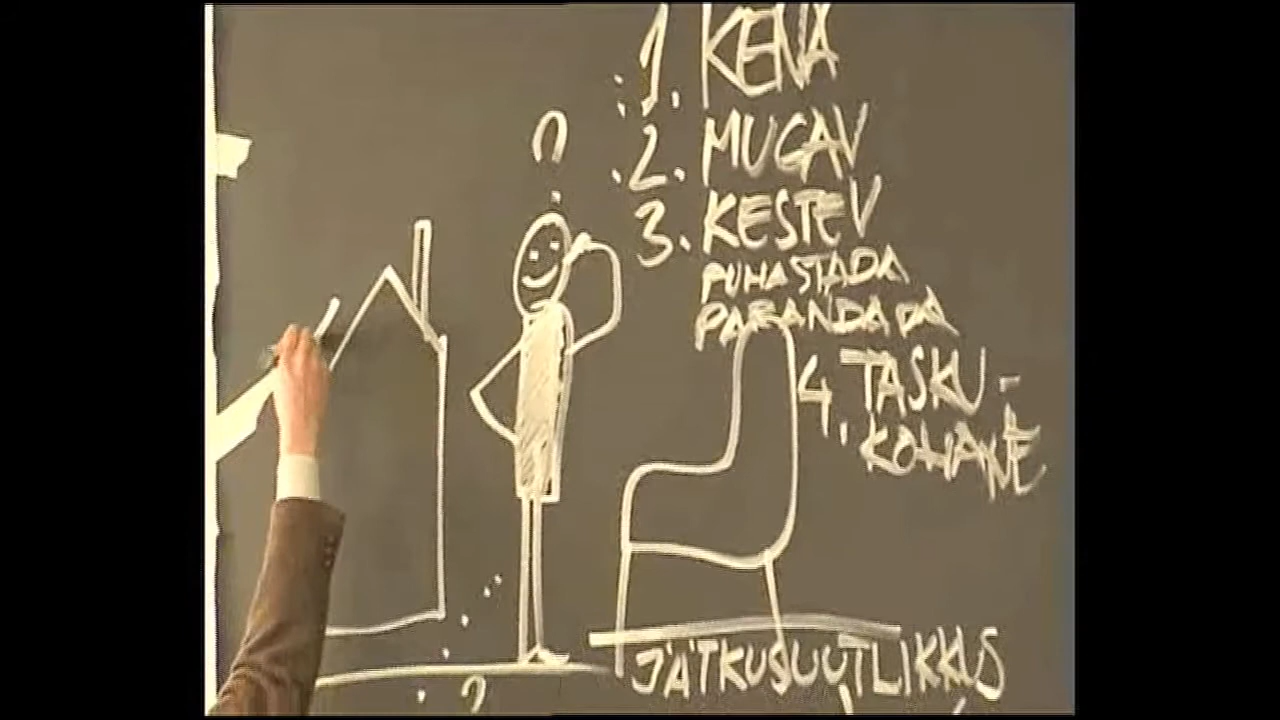 1. KENA
2. MUGAV
3. KESTEV
PUHASTADA
PARANDADA
4. TASKU-
KOHANE
JÄTKUSUUTLIKKUS
?
?